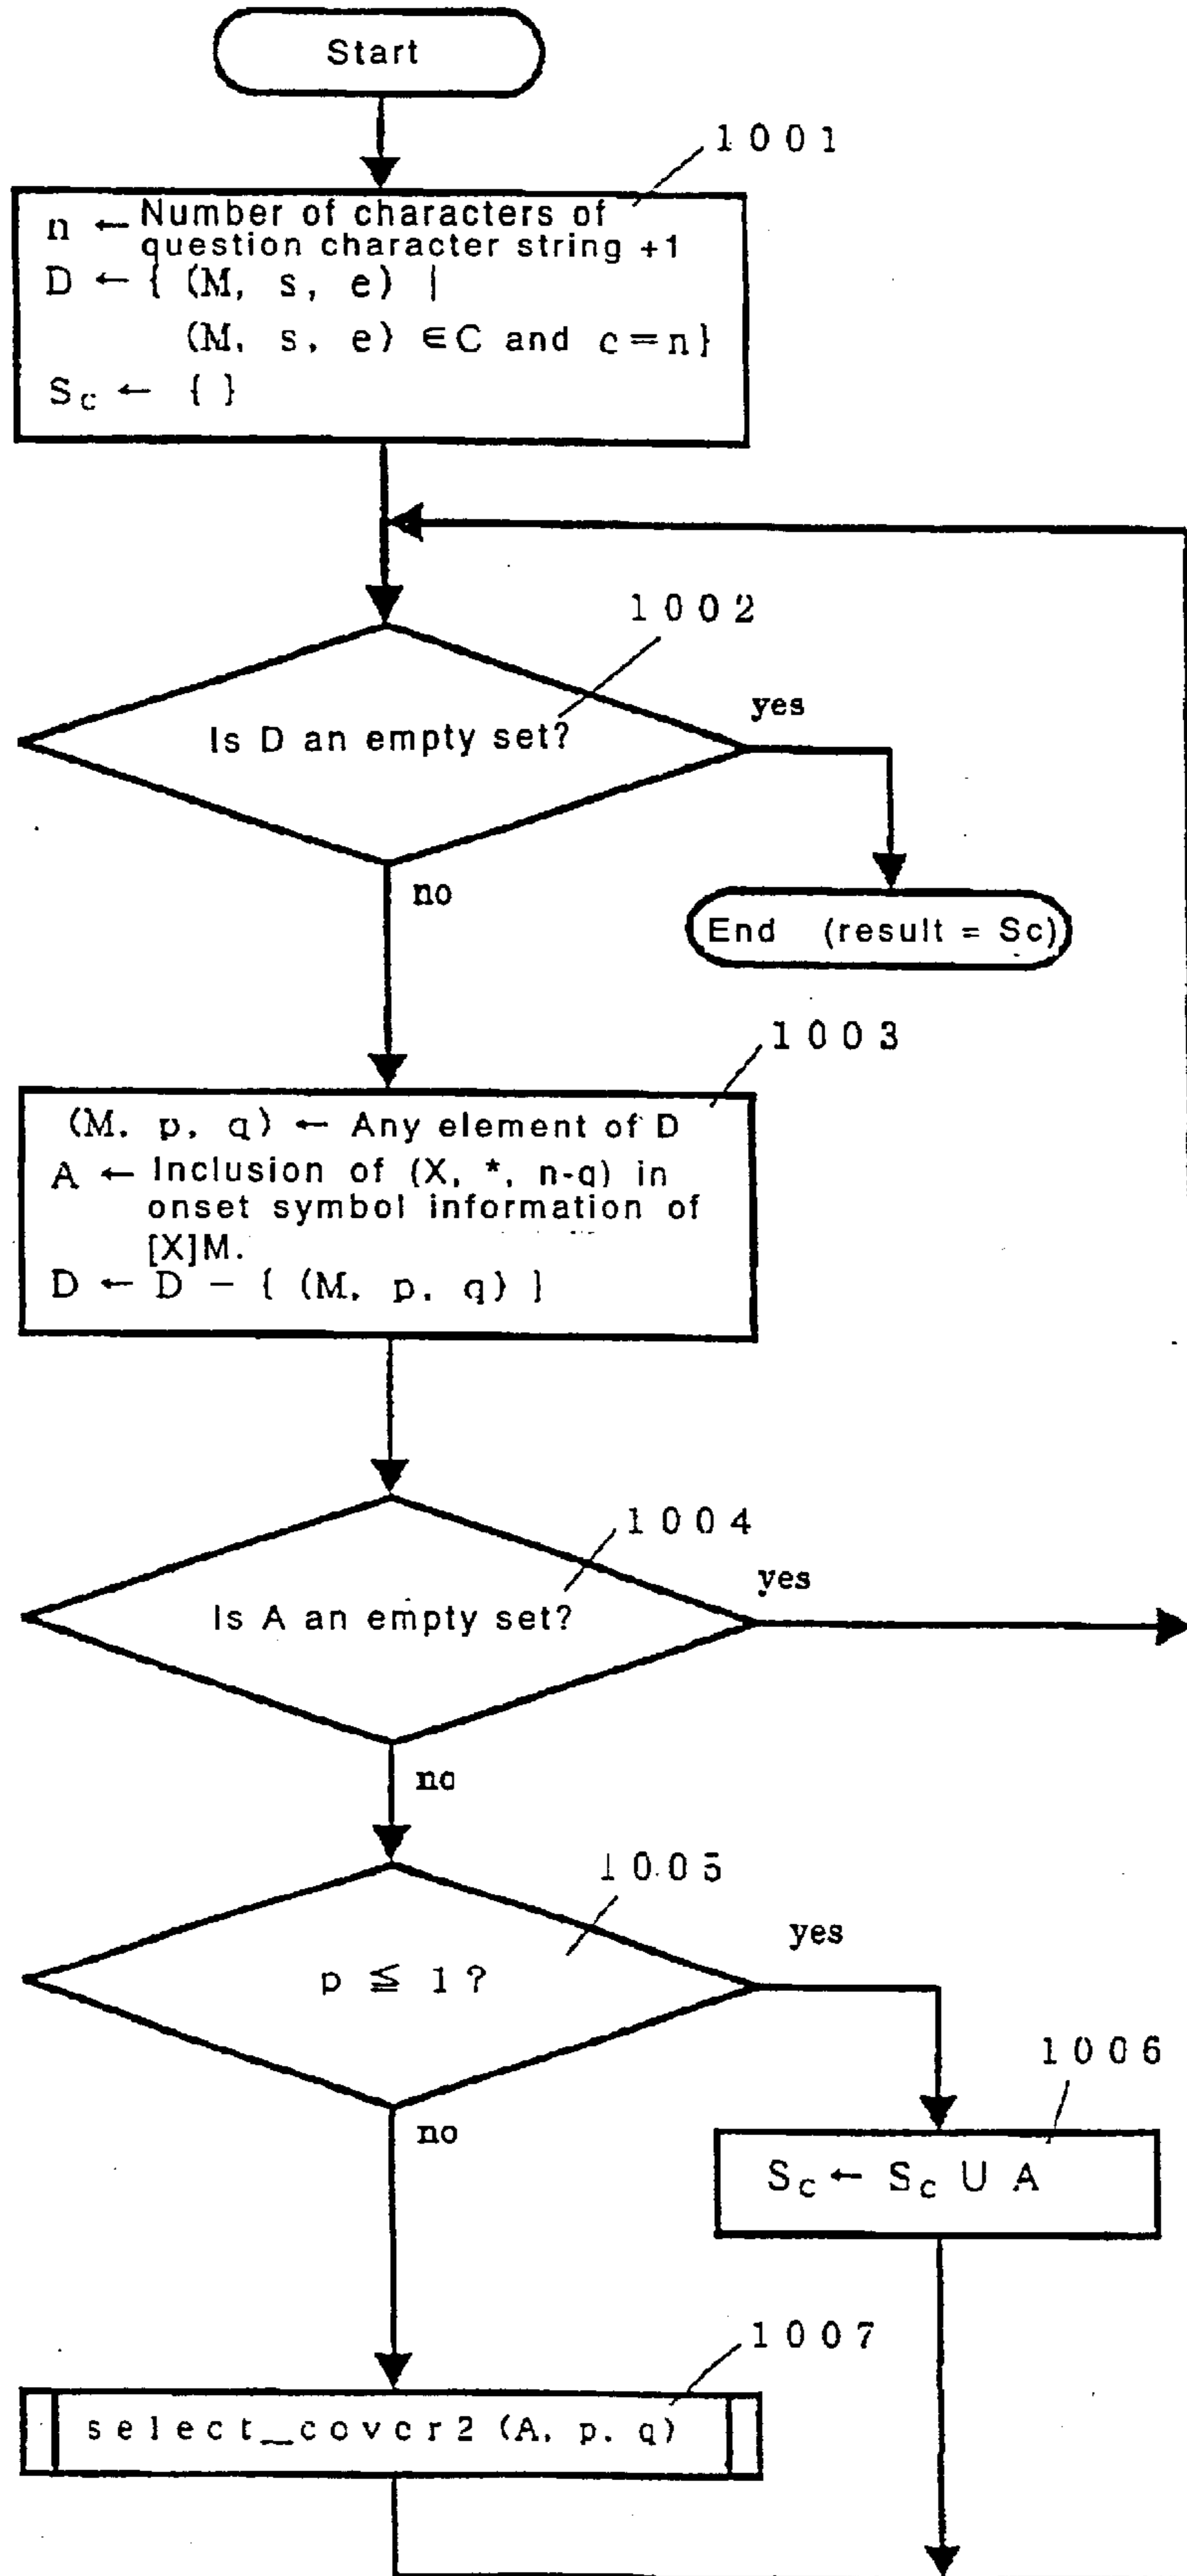 Start
1001
n ← Number of characters of
question character string +1
D ← { (M, s, e) |
(M, s, e) ∈C and c=n}
Sc ← { }
1002
Is D an empty set?
yes
no
End (result = Sc)
1003
(M, p, q) ← Any element of D
A ← Inclusion of (X, *, n-q) in
onset symbol information of
[X]M.
D ← D - { (M, p, q) }
1004
Is A an empty set?
yes
no
1005
p ≦ 1 ?
yes
no
1006
Sc ← Sc U A
1007
select_cover2 (A, p, q)